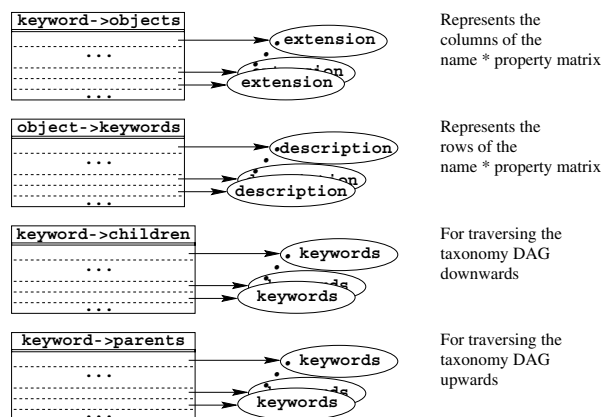 keyword->objects
...
extension
extension
...
Represents the
columns of the
name * property matrix
object->keywords
...
description
description
...
Represents the
rows of the
name * property matrix
keyword->children
...
keywords
keywords
...
For traversing the
taxonomy DAG
downwards
keyword->parents
...
keywords
keywords
...
For traversing the
taxonomy DAG
upwards